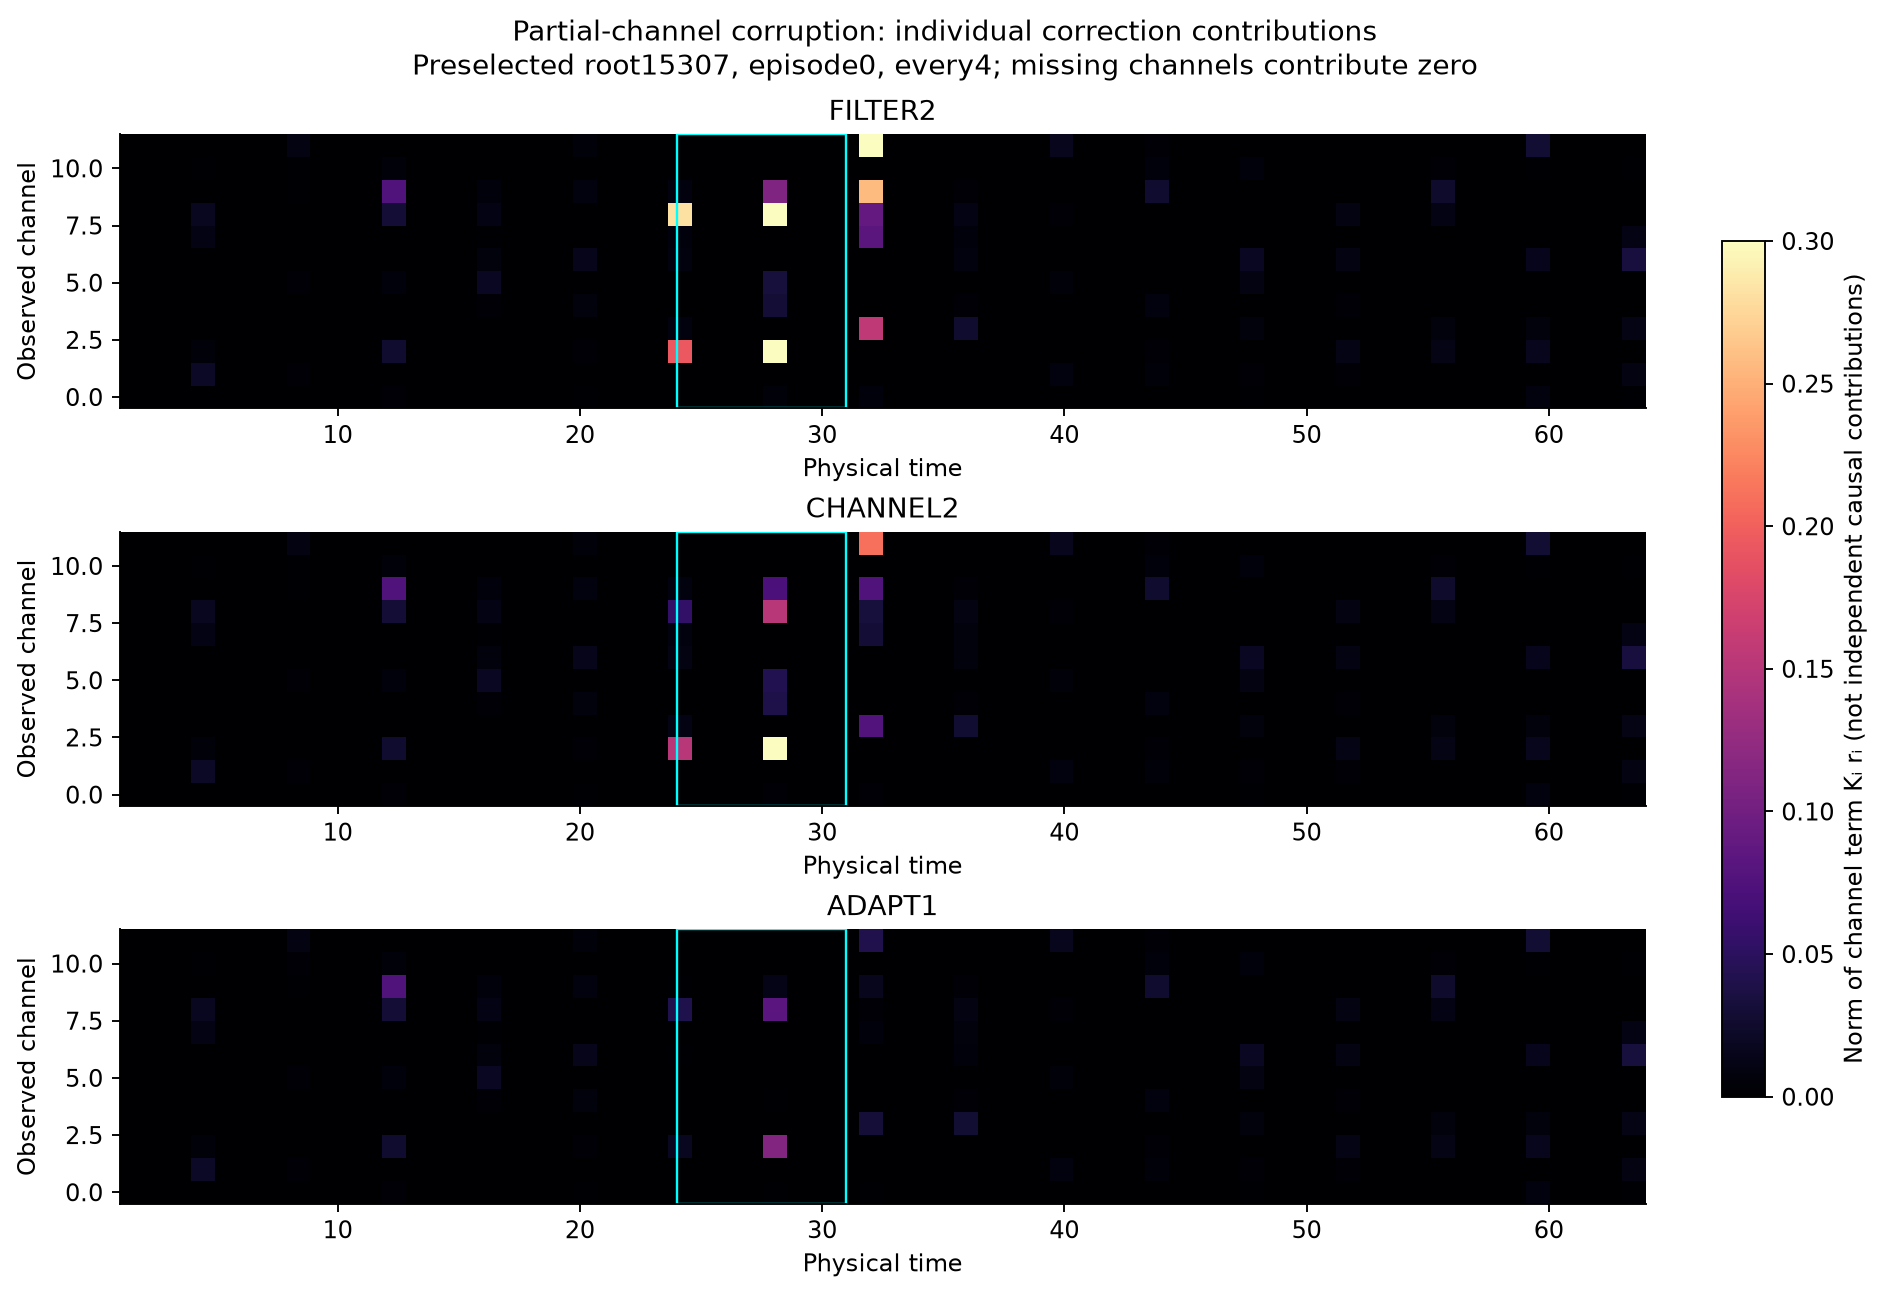 Partial-channel corruption: individual correction contributions
Preselected root15307, episode0, every4; missing channels contribute zero
FILTER2
Observed channel
10.0
7.5
5.0
2.5
0.0
10 20 30 40 50 60
Physical time
CHANNEL2
Observed channel
10.0
7.5
5.0
2.5
0.0
10 20 30 40 50 60
Physical time
ADAPT1
Observed channel
10.0
7.5
5.0
2.5
0.0
10 20 30 40 50 60
Physical time
0.30
0.25
0.20
0.15
0.10
0.05
0.00
Norm of channel term Kᵢ rᵢ (not independent causal contributions)